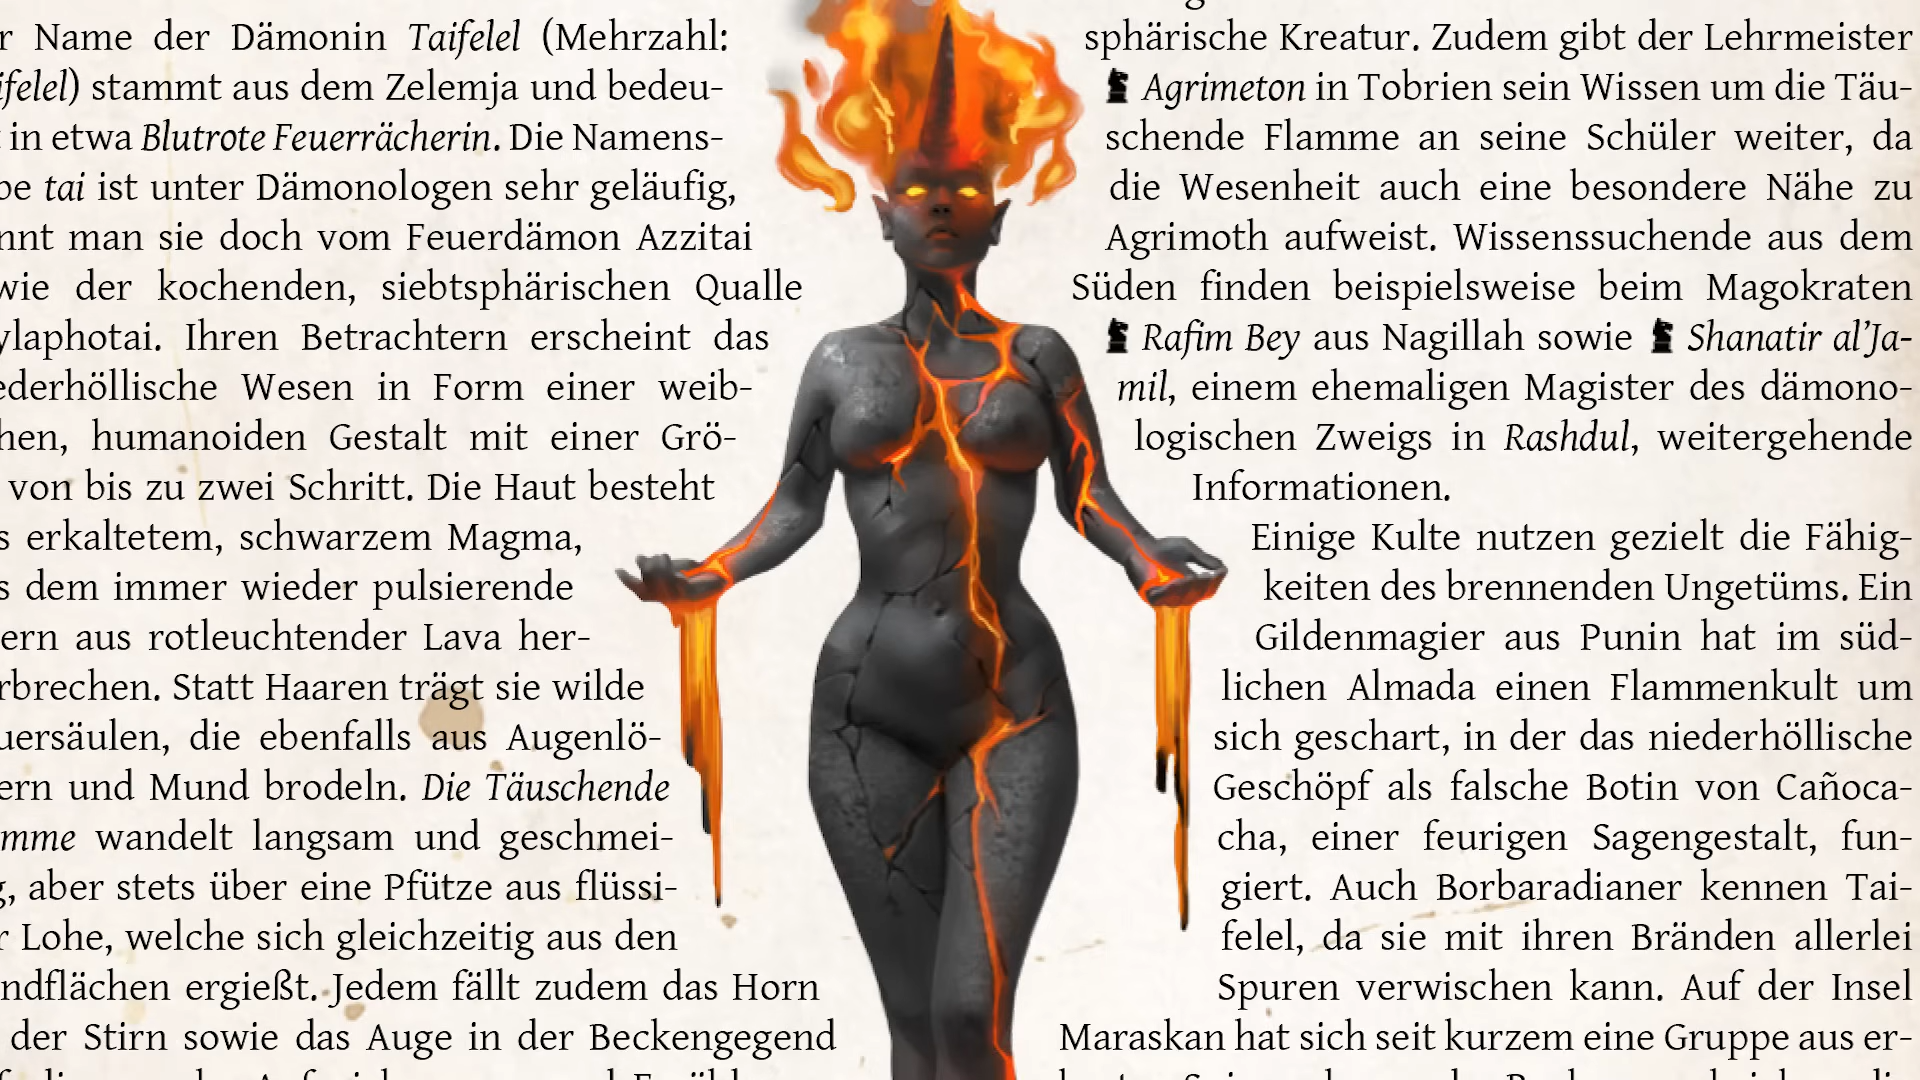 r Name der Dämonin Taifelel (Mehrzahl:
ifelel) stammt aus dem Zelemja und bedeu-
in etwa Blutrote Feuerrächerin. Die Namens-
be tai ist unter Dämonologen sehr geläufig,
nnt man sie doch vom Feuerdämon Azzitai
wie der kochenden, siebtsphärischen Qualle
ylaphotai. Ihren Betrachtern erscheint das
ederhöllische Wesen in Form einer weib-
hen, humanoiden Gestalt mit einer Grö-
von bis zu zwei Schritt. Die Haut besteht
s erkaltetem, schwarzem Magma,
s dem immer wieder pulsierende
ern aus rotleuchtender Lava her-
rbrechen. Statt Haaren trägt sie wilde
uersäulen, die ebenfalls aus Augenlö-
ern und Mund brodeln. Die Täuschende
mme wandelt langsam und geschmei-
g, aber stets über eine Pfütze aus flüssi-
r Lohe, welche sich gleichzeitig aus den
ndflächen ergießt. Jedem fällt zudem das Horn
der Stirn sowie das Auge in der Beckengegend
sphärische Kreatur. Zudem gibt der Lehrmeister
Agrimeton in Tobrien sein Wissen um die Täu-
schende Flamme an seine Schüler weiter, da
die Wesenheit auch eine besondere Nähe zu
Agrimoth aufweist. Wissenssuchende aus dem
Süden finden beispielsweise beim Magokraten
Rafim Bey aus Nagillah sowie Shanatir al’Ja-
mil, einem ehemaligen Magister des dämono-
logischen Zweigs in Rashdul, weitergehende
Informationen.
Einige Kulte nutzen gezielt die Fähig-
keiten des brennenden Ungetüms. Ein
Gildenmagier aus Punin hat im süd-
lichen Almada einen Flammenkult um
sich geschart, in der das niederhöllische
Geschöpf als falsche Botin von Cañoca-
cha, einer feurigen Sagengestalt, fun-
giert. Auch Borbaradianer kennen Tai-
felel, da sie mit ihren Bränden allerlei
Spuren verwischen kann. Auf der Insel
Maraskan hat sich seit kurzem eine Gruppe aus er-